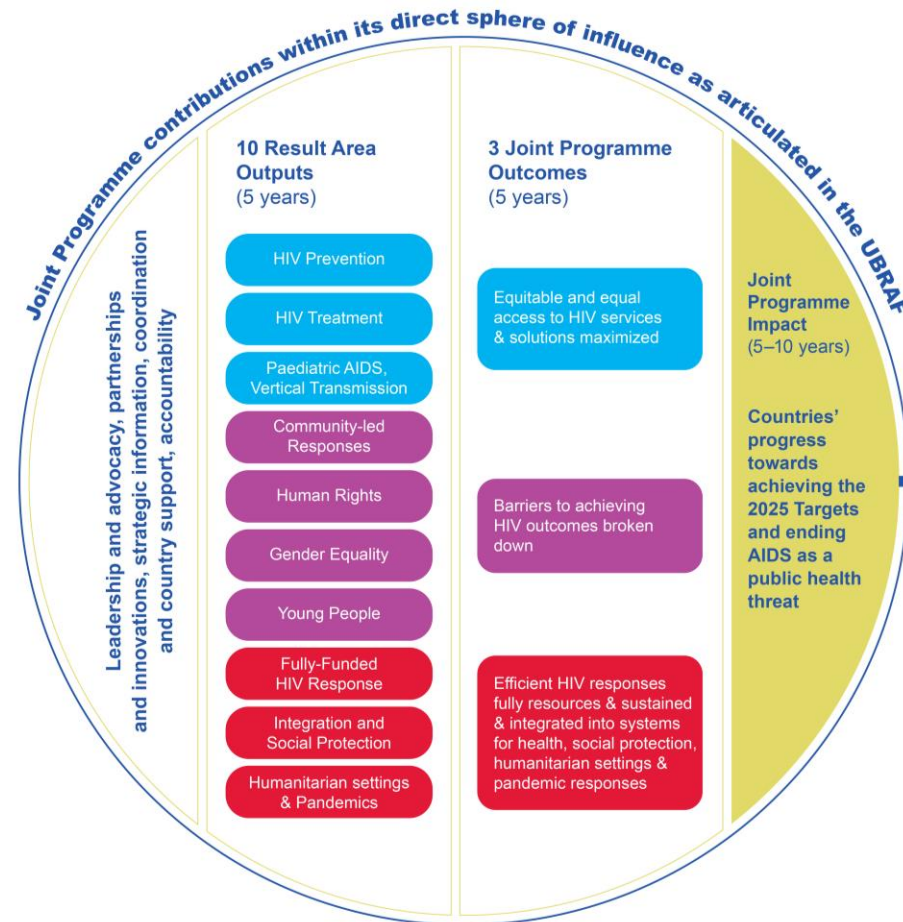 Joint Programme contributions within its direct sphere of influence as articulated in the UBRAF
Leadership and advocacy, partnerships
and innovations, strategic information, coordination
and country support, accountability
10 Result Area
Outputs
(5 years)
HIV Prevention
HIV Treatment
Paediatric AIDS,
Vertical Transmission
Community-led
Responses
Human Rights
Gender Equality
Young People
Fully-Funded
HIV Response
Integration and
Social Protection
Humanitarian settings
& Pandemics
3 Joint Programme
Outcomes
(5 years)
Equitable and equal
access to HIV services
& solutions maximized
Barriers to achieving
HIV outcomes broken
down
Efficient HIV responses
fully resources & sustained
& integrated into systems
for health, social protection,
humanitarian settings &
pandemic responses
Joint
Programme
Impact
(5–10 years)
Countries’
progress
towards
achieving the
2025 Targets
and ending
AIDS as a
public health
threat